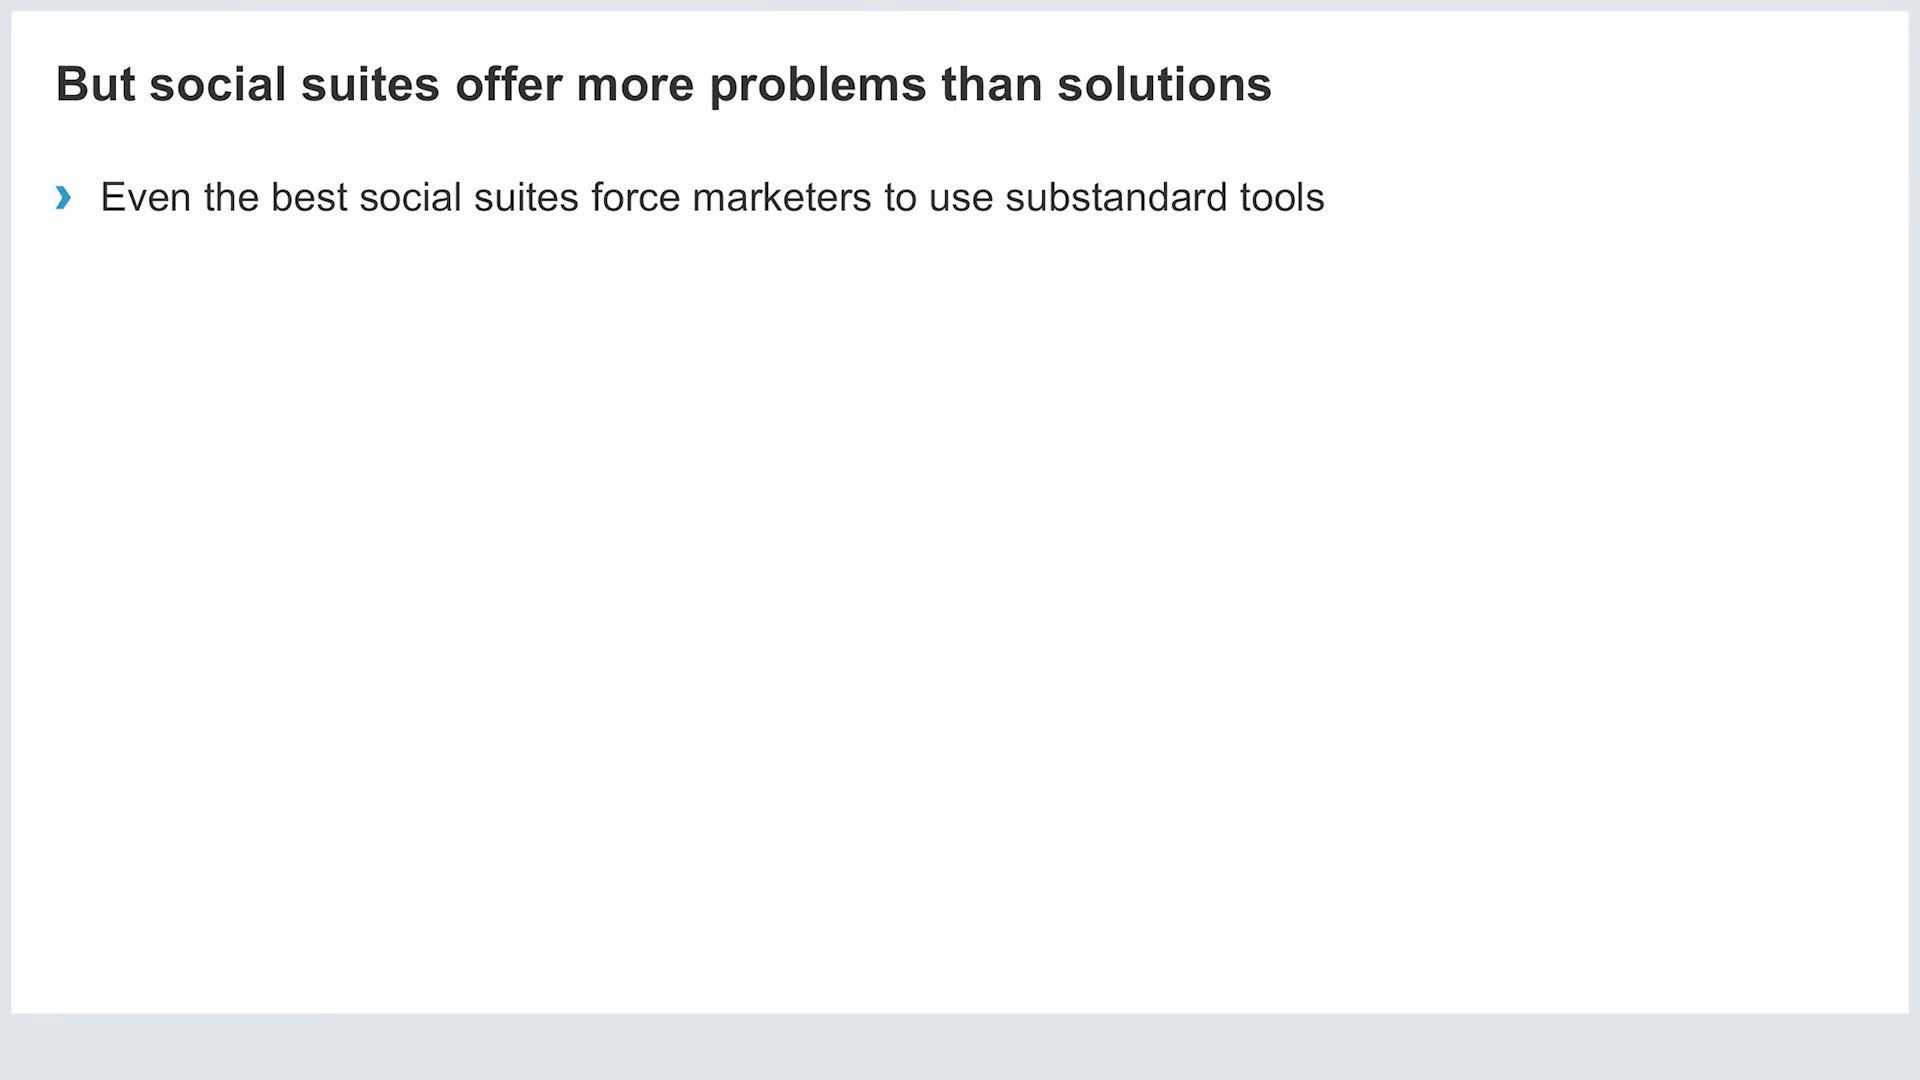 But social suites offer more problems than solutions
› Even the best social suites force marketers to use substandard tools